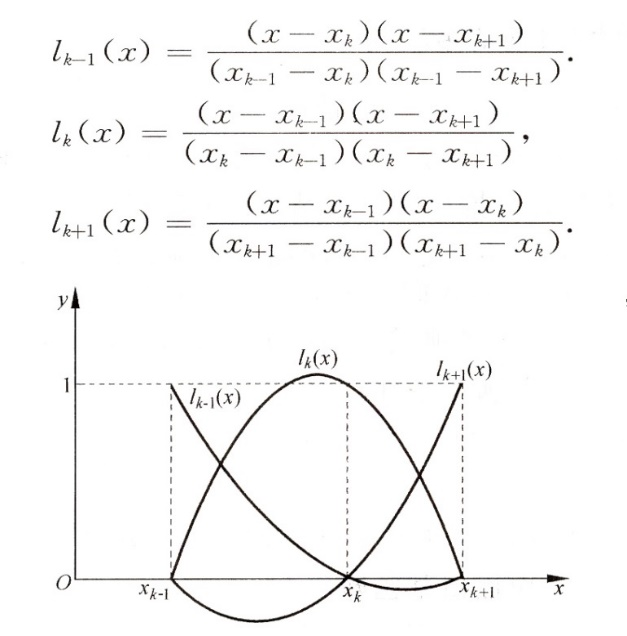 l_{k-1}(x) = \frac{(x - x_k)(x - x_{k+1})}{(x_{k-1} - x_k)(x_{k-1} - x_{k+1})}.
l_k(x) = \frac{(x - x_{k-1})(x - x_{k+1})}{(x_k - x_{k-1})(x_k - x_{k+1})},
l_{k+1}(x) = \frac{(x - x_{k-1})(x - x_k)}{(x_{k+1} - x_{k-1})(x_{k+1} - x_k)}.
y
l_k(x)
l_{k+1}(x)
1
l_{k-1}(x)
O
x_{k-1}
x_k
x_{k+1}
x